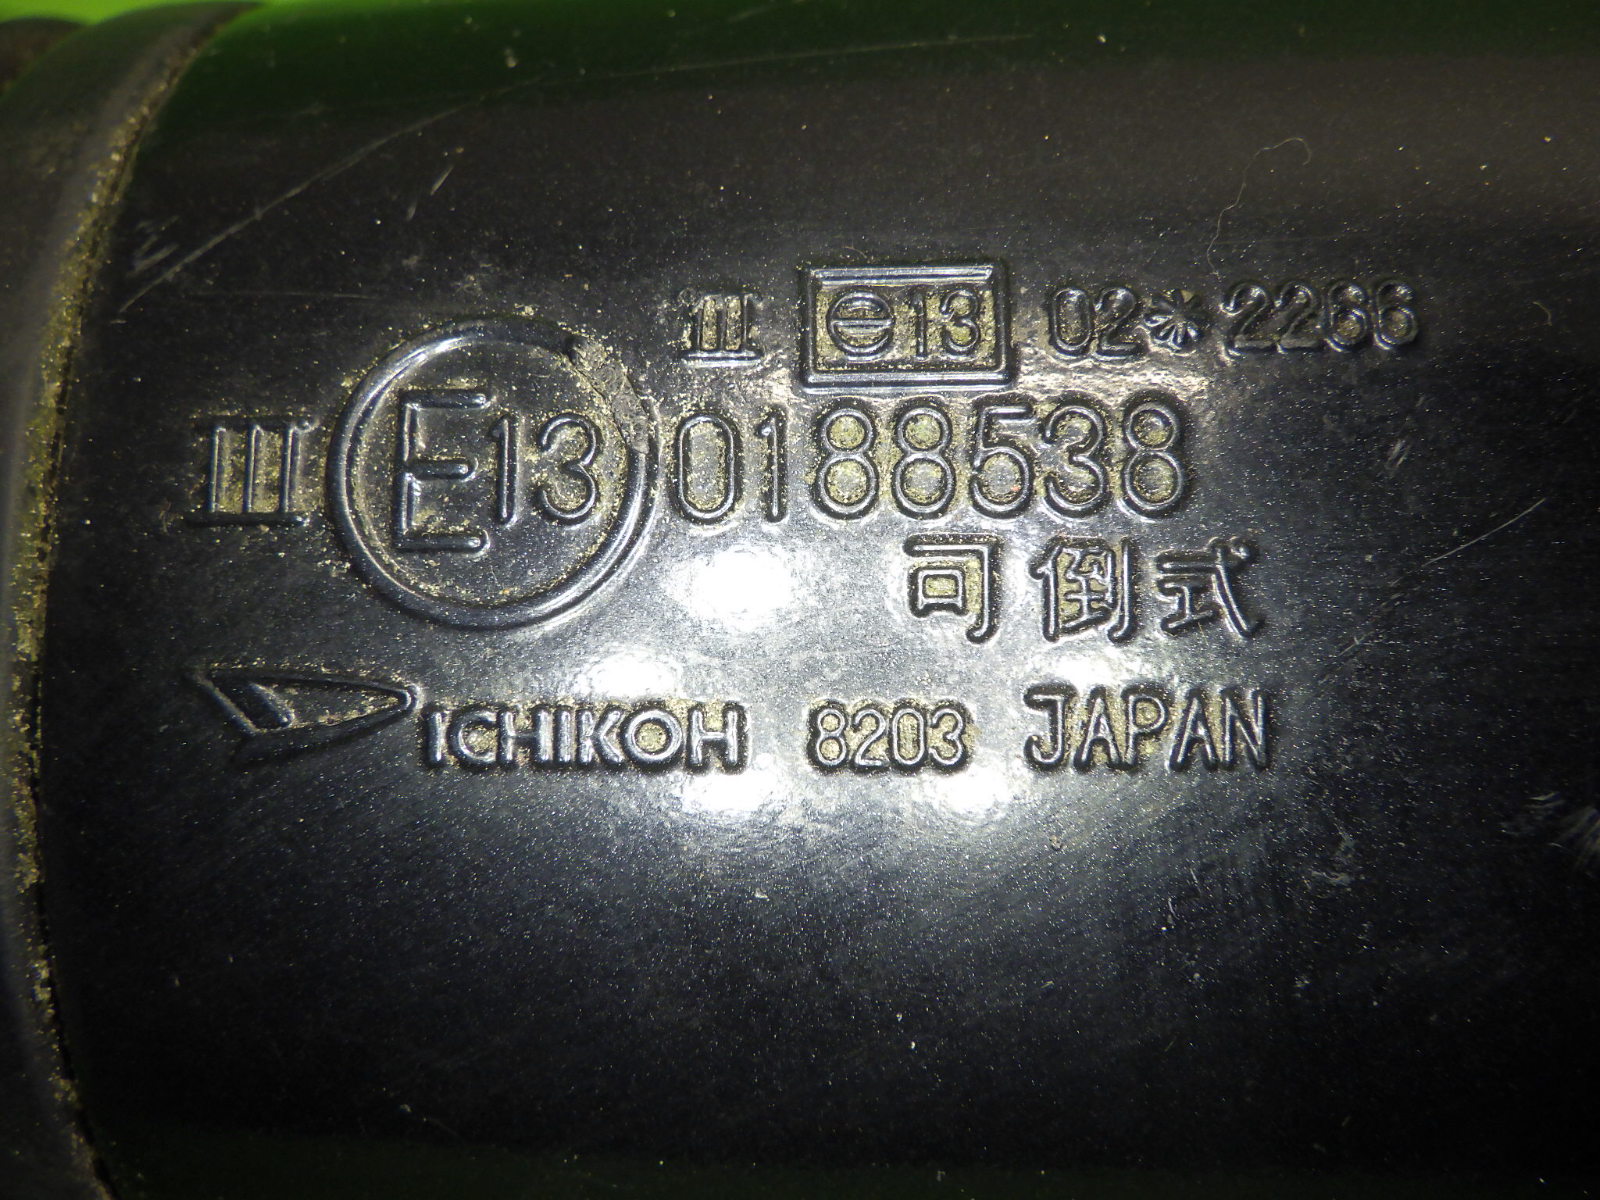 III e13 02*2266
III E13 0188538
可倒式
ICHIKOH 8203 JAPAN